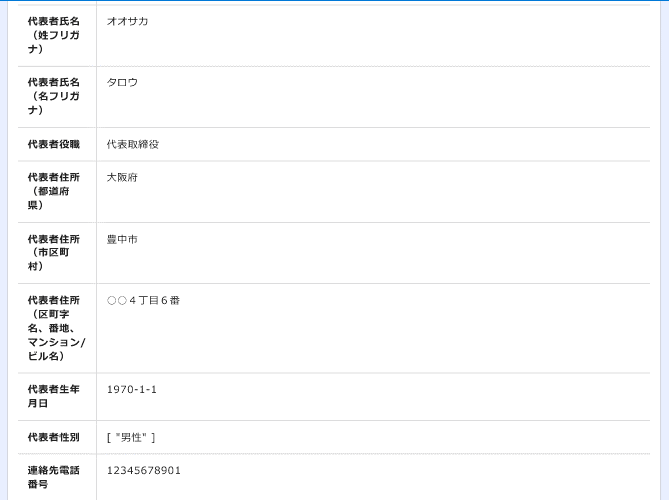 代表者氏名
（姓フリガ
ナ）
オオサカ
代表者氏名
（名フリガ
ナ）
タロウ
代表者役職
代表取締役
代表者住所
（都道府
県）
大阪府
代表者住所
（市区町
村）
豊中市
代表者住所
（区町字
名、番地、
マンション/
ビル名）
○○４丁目６番
代表者生年
月日
1970-1-1
代表者性別
[ "男性" ]
連絡先電話
番号
12345678901